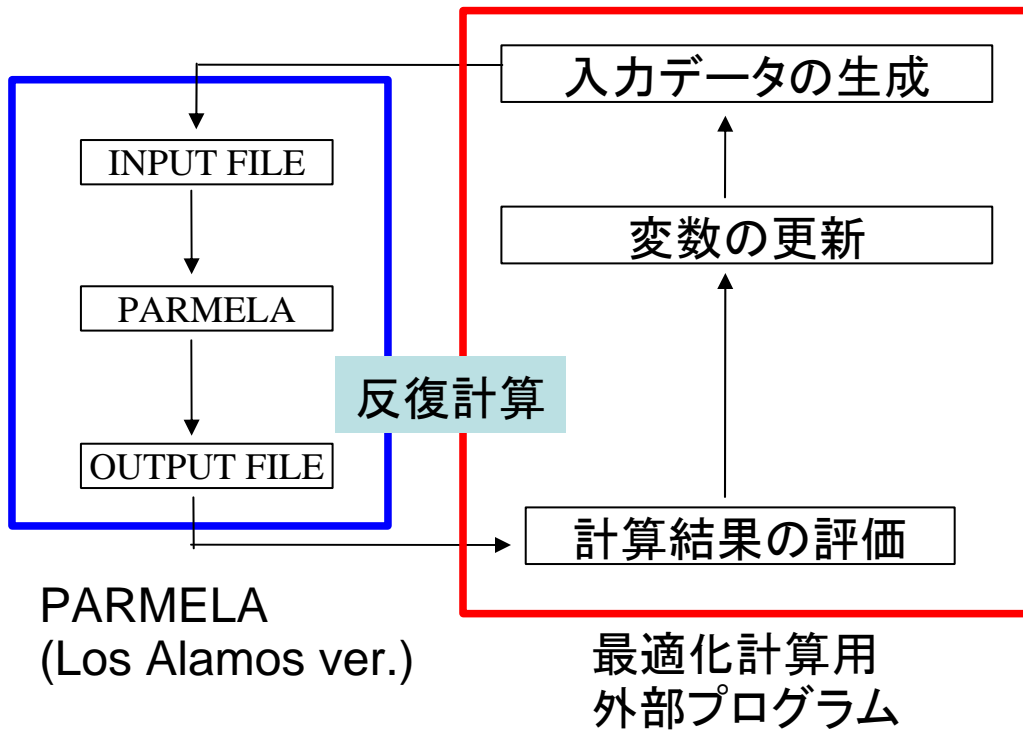 入力データの生成
INPUT FILE
変数の更新
PARMELA
反復計算
OUTPUT FILE
計算結果の評価
PARMELA
(Los Alamos ver.)
最適化計算用
外部プログラム